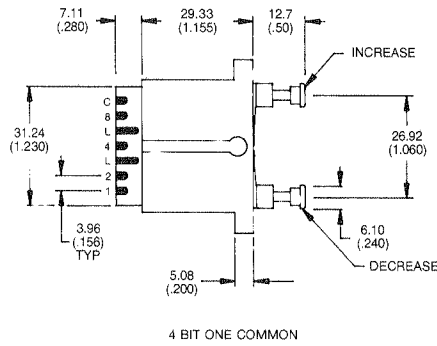 7.11
(.280)
29.33
(1.155)
12.7
(.50)
INCREASE
C
8
L
4
L
2
1
31.24
(1.230)
26.92
(1.060)
3.96
(.156)
TYP
6.10
(.240)
5.08
(.200)
DECREASE
4 BIT ONE COMMON